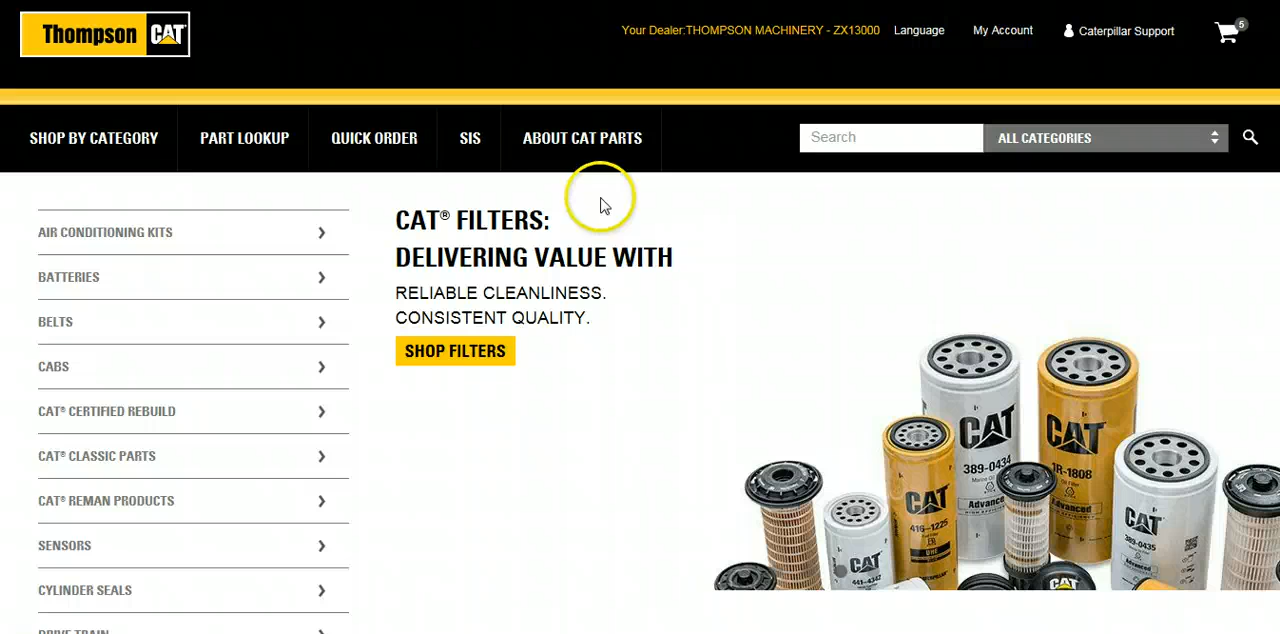 Thompson CAT
Your Dealer:THOMPSON MACHINERY - ZX13000 Language My Account Caterpillar Support 5
SHOP BY CATEGORY PART LOOKUP QUICK ORDER SIS ABOUT CAT PARTS Search ALL CATEGORIES
AIR CONDITIONING KITS
BATTERIES
BELTS
CABS
CAT® CERTIFIED REBUILD
CAT® CLASSIC PARTS
CAT® REMAN PRODUCTS
SENSORS
CYLINDER SEALS
DRIVE TRAIN
CAT® FILTERS:
DELIVERING VALUE WITH
RELIABLE CLEANLINESS.
CONSISTENT QUALITY.
SHOP FILTERS
CAT
389-0434
Advanced
CAT
1R-1808
Advanced
CAT
416-1225
CAT
441-4342
CAT
389-0435
Advanced
CAT